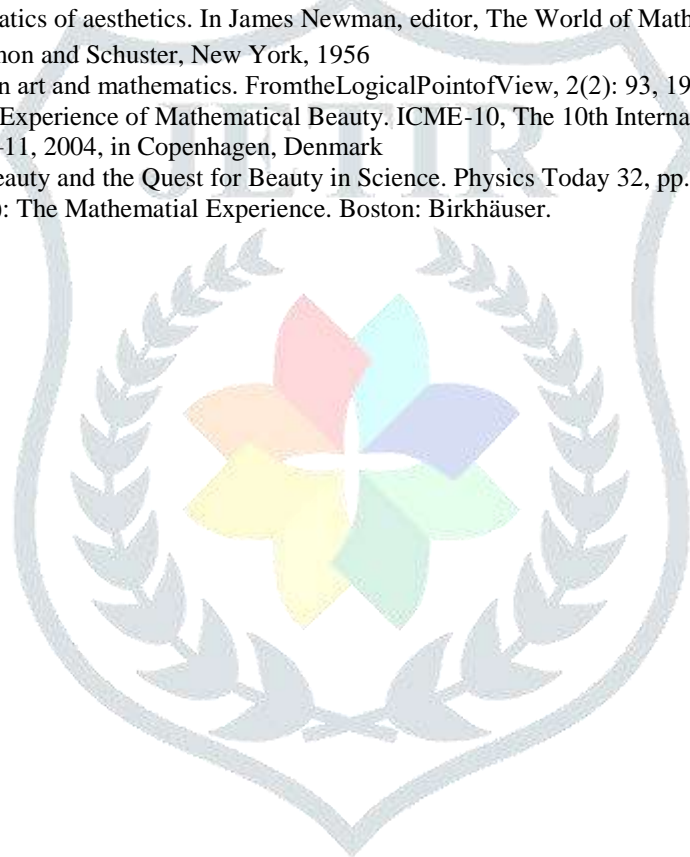 atics of aesthetics. In James Newman, editor, The World of Math
non and Schuster, New York, 1956
n art and mathematics. FromtheLogicalPointofView, 2(2): 93, 19
Experience of Mathematical Beauty. ICME-10, The 10th Interna
-11, 2004, in Copenhagen, Denmark
eauty and the Quest for Beauty in Science. Physics Today 32, pp.
): The Mathematial Experience. Boston: Birkhäuser.
JETIR